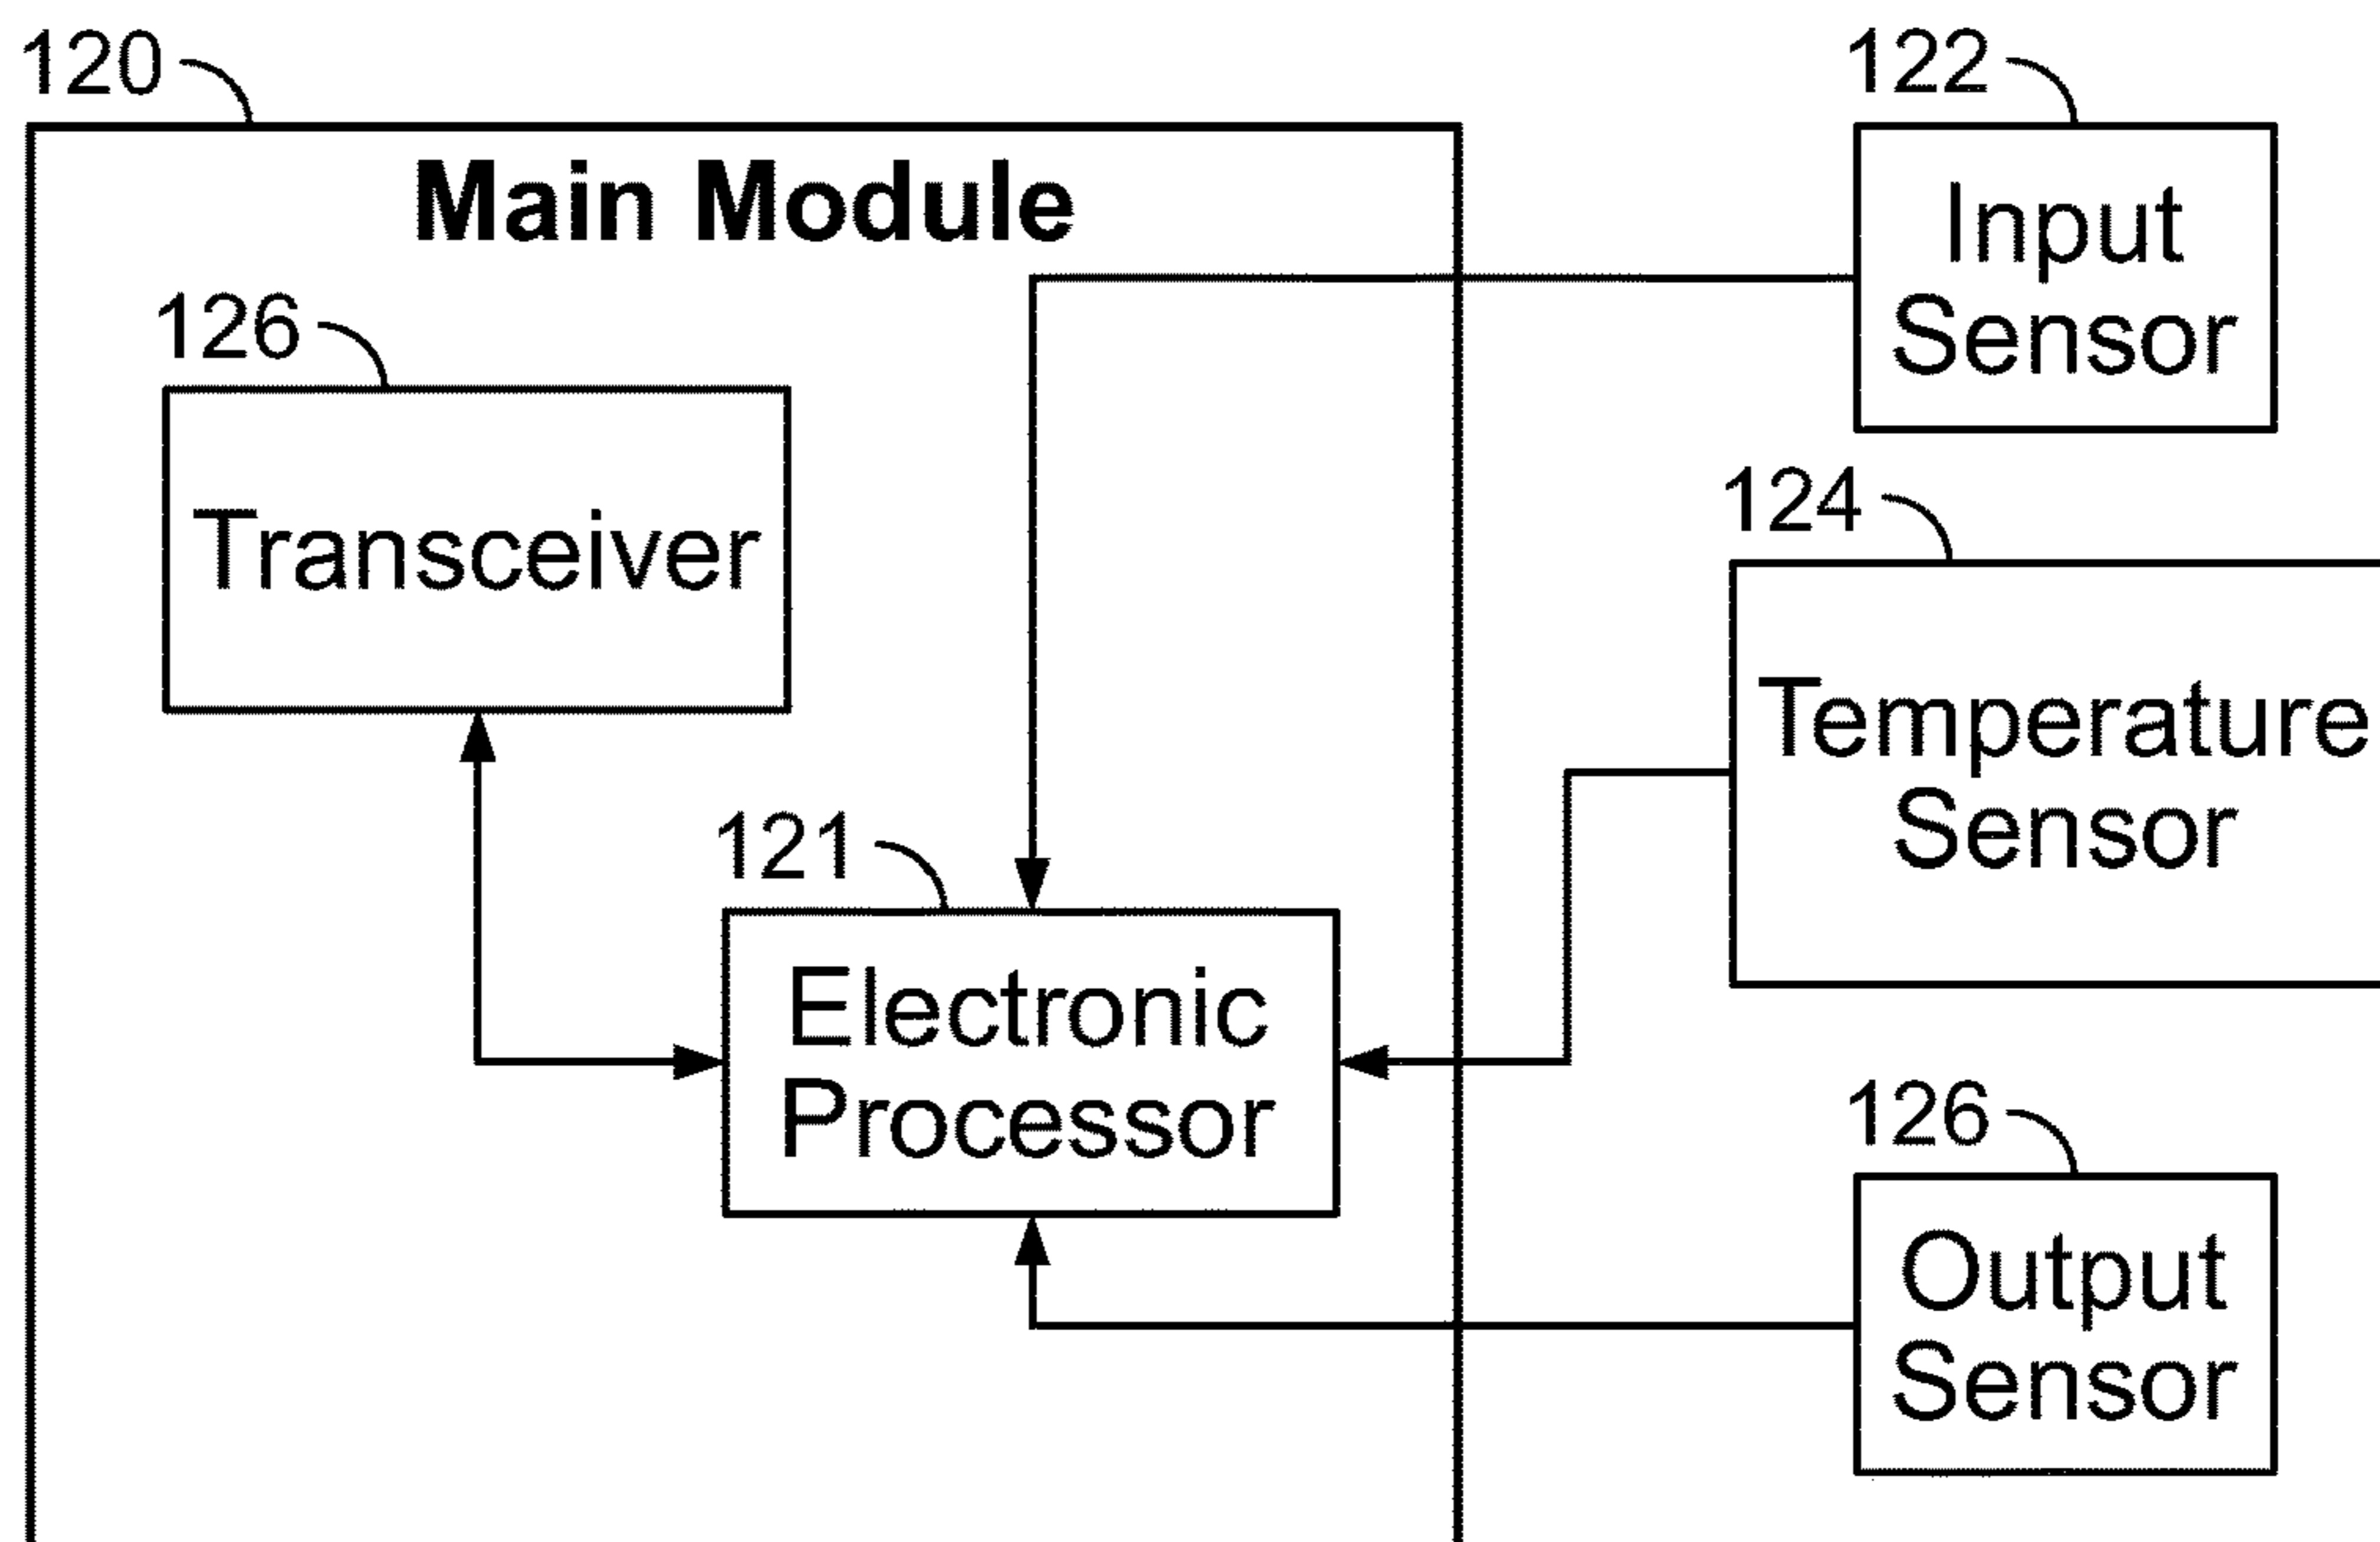 120
Main Module
126
Transceiver
121
Electronic
Processor
122
Input
Sensor
124
Temperature
Sensor
126
Output
Sensor